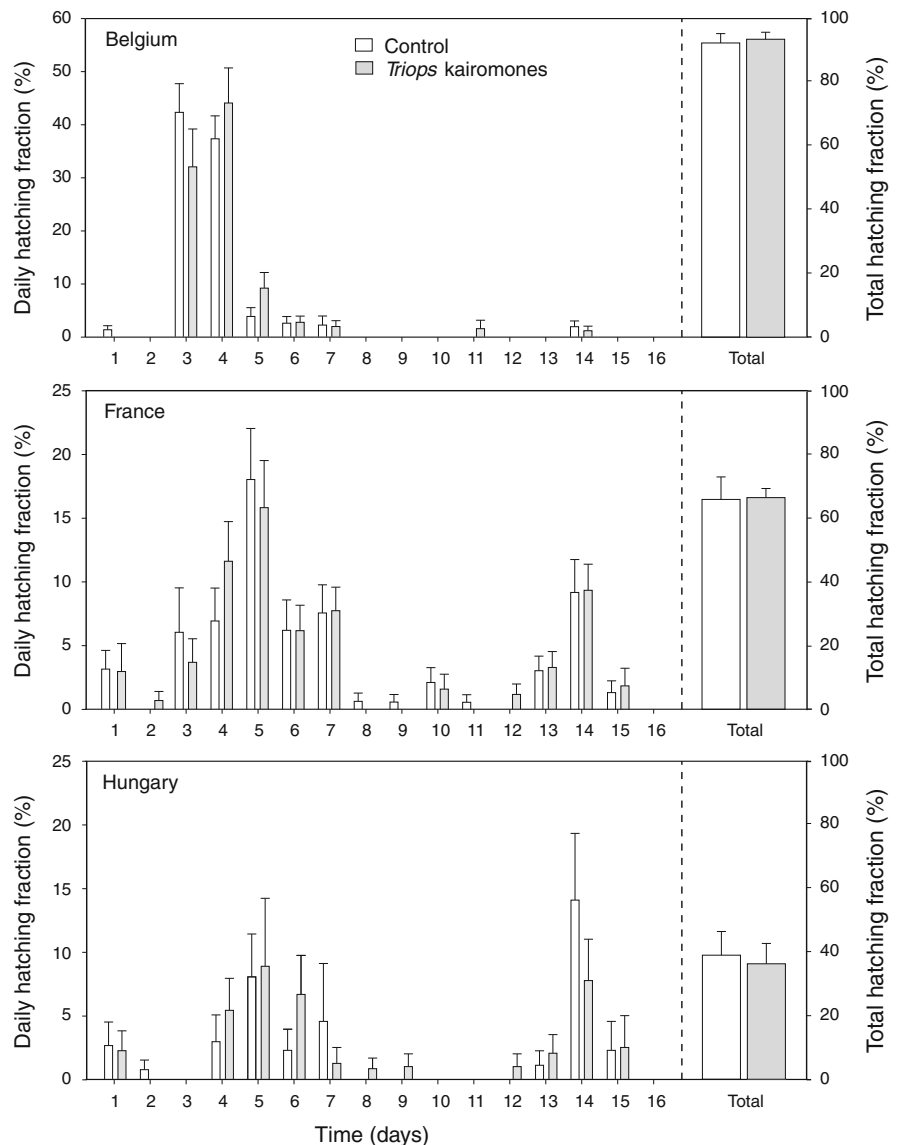 Belgium
Control
Triops kairomones
Daily hatching fraction (%)
60
50
40
30
20
10
0
1 2 3 4 5 6 7 8 9 10 11 12 13 14 15 16 Total
100
80
60
40
20
0
Total hatching fraction (%)
France
Daily hatching fraction (%)
25
20
15
10
5
0
1 2 3 4 5 6 7 8 9 10 11 12 13 14 15 16 Total
100
80
60
40
20
0
Total hatching fraction (%)
Hungary
Daily hatching fraction (%)
25
20
15
10
5
0
1 2 3 4 5 6 7 8 9 10 11 12 13 14 15 16 Total
100
80
60
40
20
0
Total hatching fraction (%)
Time (days)